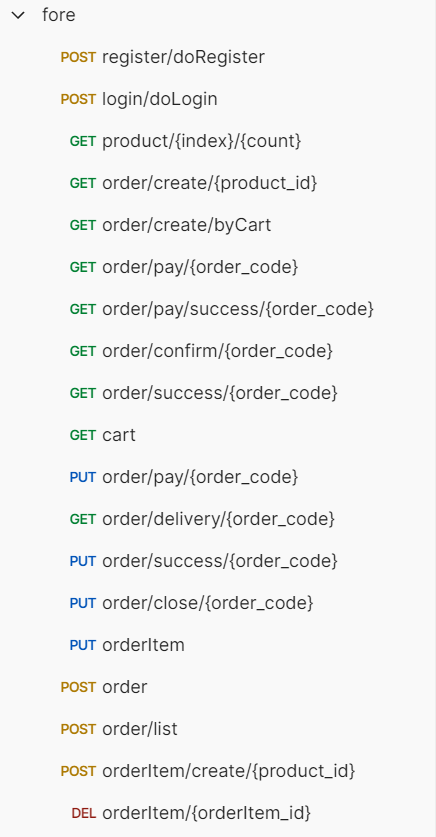 fore
POST register/doRegister
POST login/doLogin
GET product/{index}/{count}
GET order/create/{product_id}
GET order/create/byCart
GET order/pay/{order_code}
GET order/pay/success/{order_code}
GET order/confirm/{order_code}
GET order/success/{order_code}
GET cart
PUT order/pay/{order_code}
GET order/delivery/{order_code}
PUT order/success/{order_code}
PUT order/close/{order_code}
PUT orderItem
POST order
POST order/list
POST orderItem/create/{product_id}
DEL orderItem/{orderItem_id}